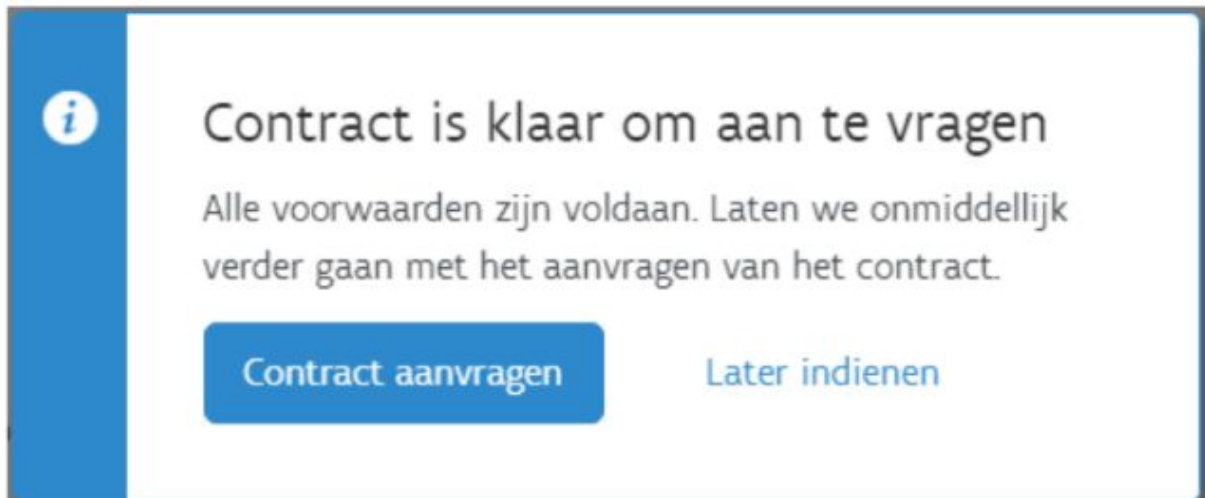 i
Contract is klaar om aan te vragen
Alle voorwaarden zijn voldaan. Laten we onmiddellijk
verder gaan met het aanvragen van het contract.
Contract aanvragen Later indienen